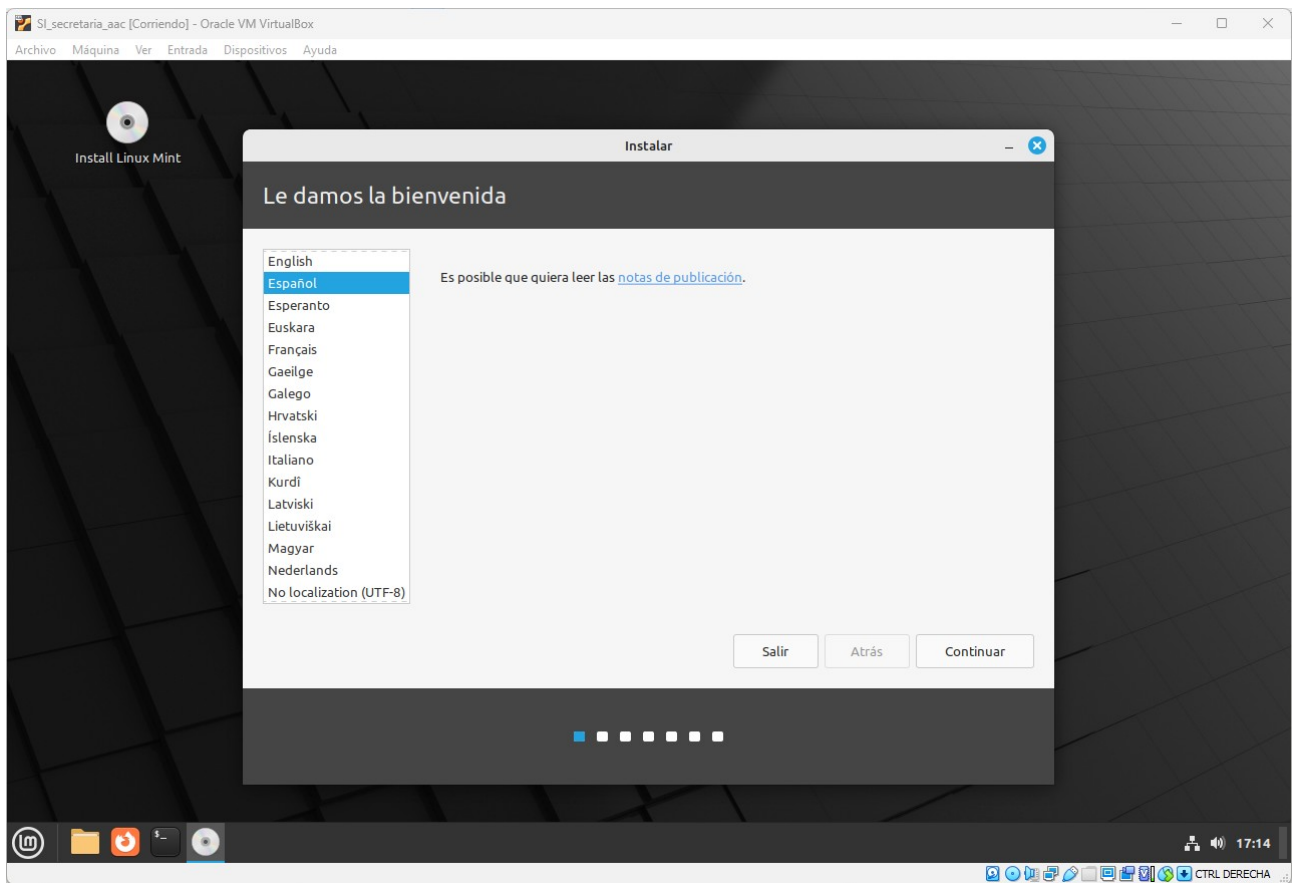 SI_secretaria_aac [Corriendo] - Oracle VM VirtualBox
Archivo Máquina Ver Entrada Dispositivos Ayuda
Install Linux Mint
Instalar
Le damos la bienvenida
English
Español
Esperanto
Euskara
Français
Gaeilge
Galego
Hrvatski
Íslenska
Italiano
Kurdî
Latviski
Lietuviškai
Magyar
Nederlands
No localization (UTF-8)
Es posible que quiera leer las notas de publicación.
Salir Atrás Continuar
$_
17:14
CTRL DERECHA